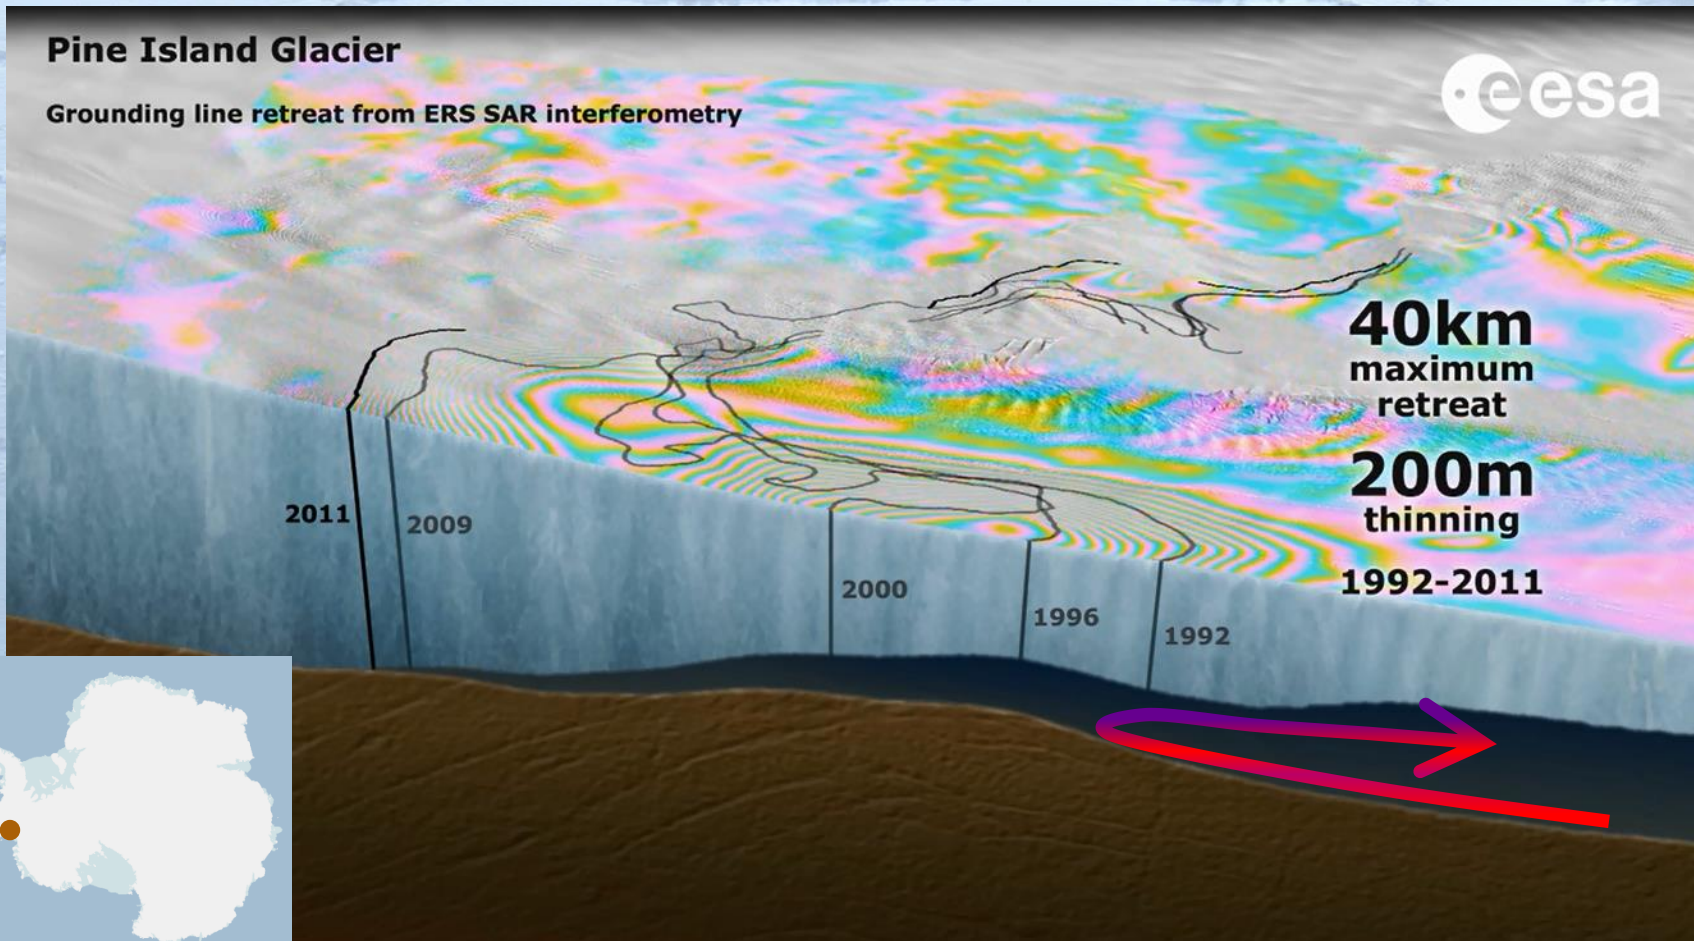 Pine Island Glacier
Grounding line retreat from ERS SAR interferometry
esa
40km
maximum
retreat
200m
thinning
1992-2011
2011
2009
2000
1996
1992